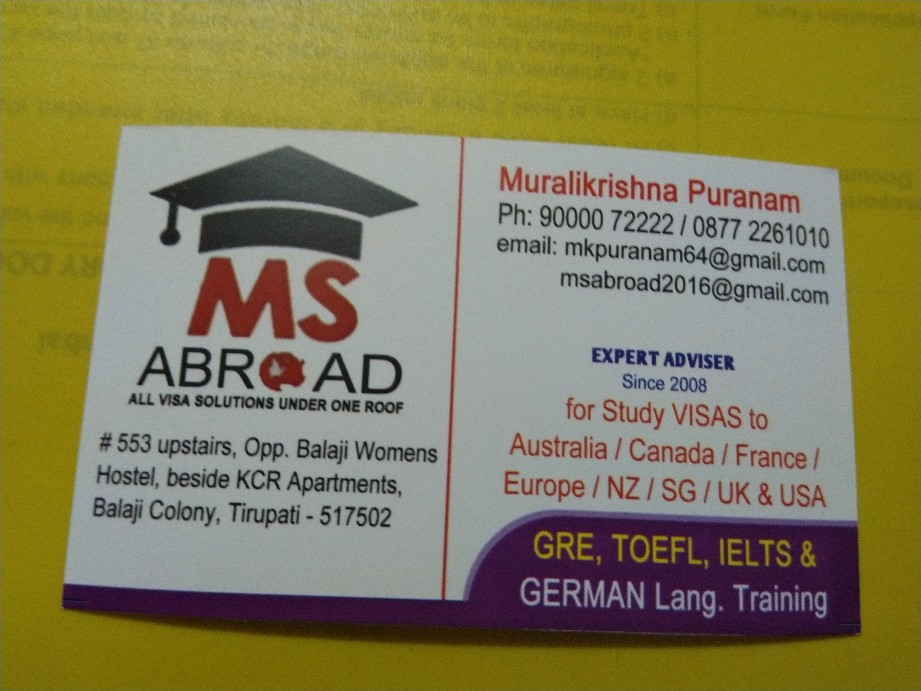 MS
ABROAD
ALL VISA SOLUTIONS UNDER ONE ROOF
# 553 upstairs, Opp. Balaji Womens
Hostel, beside KCR Apartments,
Balaji Colony, Tirupati - 517502
Muralikrishna Puranam
Ph: 90000 72222 / 0877 2261010
email: mkpuranam64@gmail.com
msabroad2016@gmail.com
EXPERT ADVISER
Since 2008
for Study VISAS to
Australia / Canada / France /
Europe / NZ / SG / UK & USA
GRE, TOEFL, IELTS &
GERMAN Lang. Training